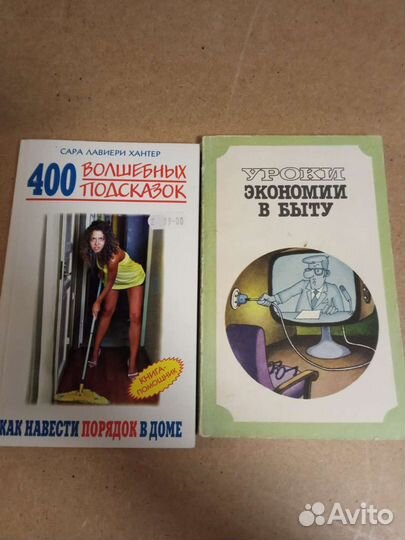 САРА ЛАВИЕРИ ХАНТЕР
400 ВОЛШЕБНЫХ
ПОДСКАЗОК
КНИГА-
ПОМОЩНИК
КАК НАВЕСТИ ПОРЯДОК В ДОМЕ
УРОКИ
ЭКОНОМИИ
В БЫТУ
Avito